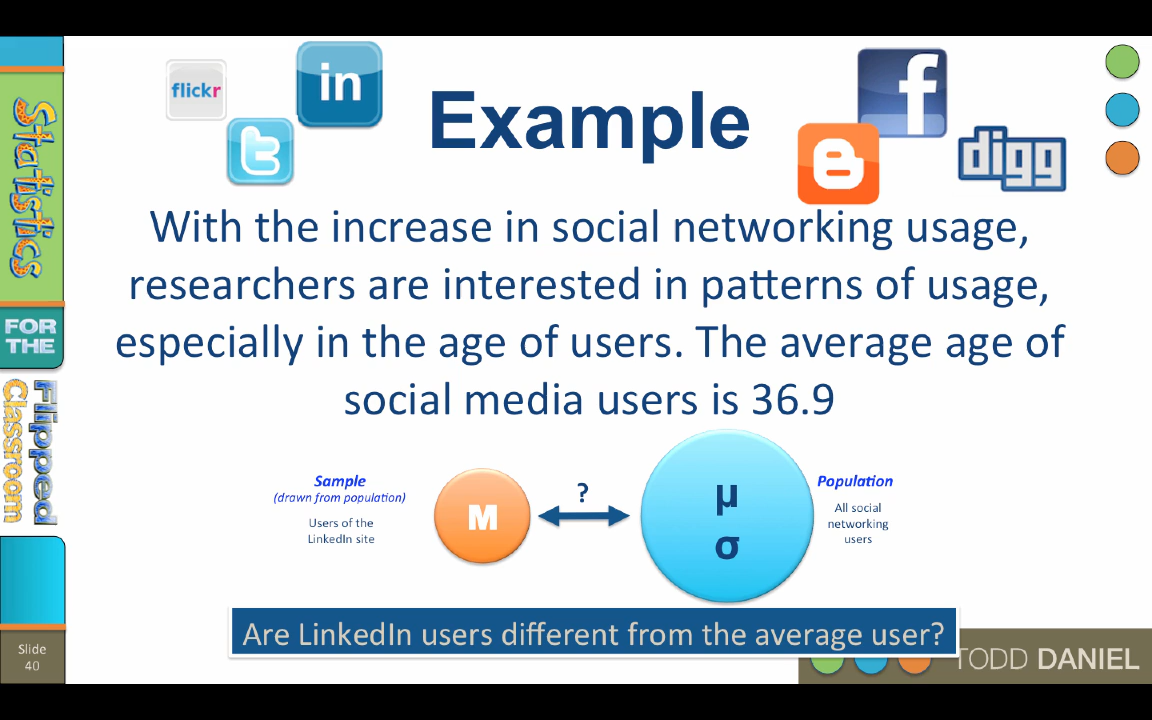 flickr
in
t
Example
f
B
digg
With the increase in social networking usage,
researchers are interested in patterns of usage,
especially in the age of users. The average age of
social media users is 36.9
Sample
(drawn from population)
Users of the
LinkedIn site
M
?
μ
σ
Population
All social
networking
users
Are LinkedIn users different from the average user?
Statistics
FOR
THE
Flipped
Classroom
Slide
40
TODD DANIEL